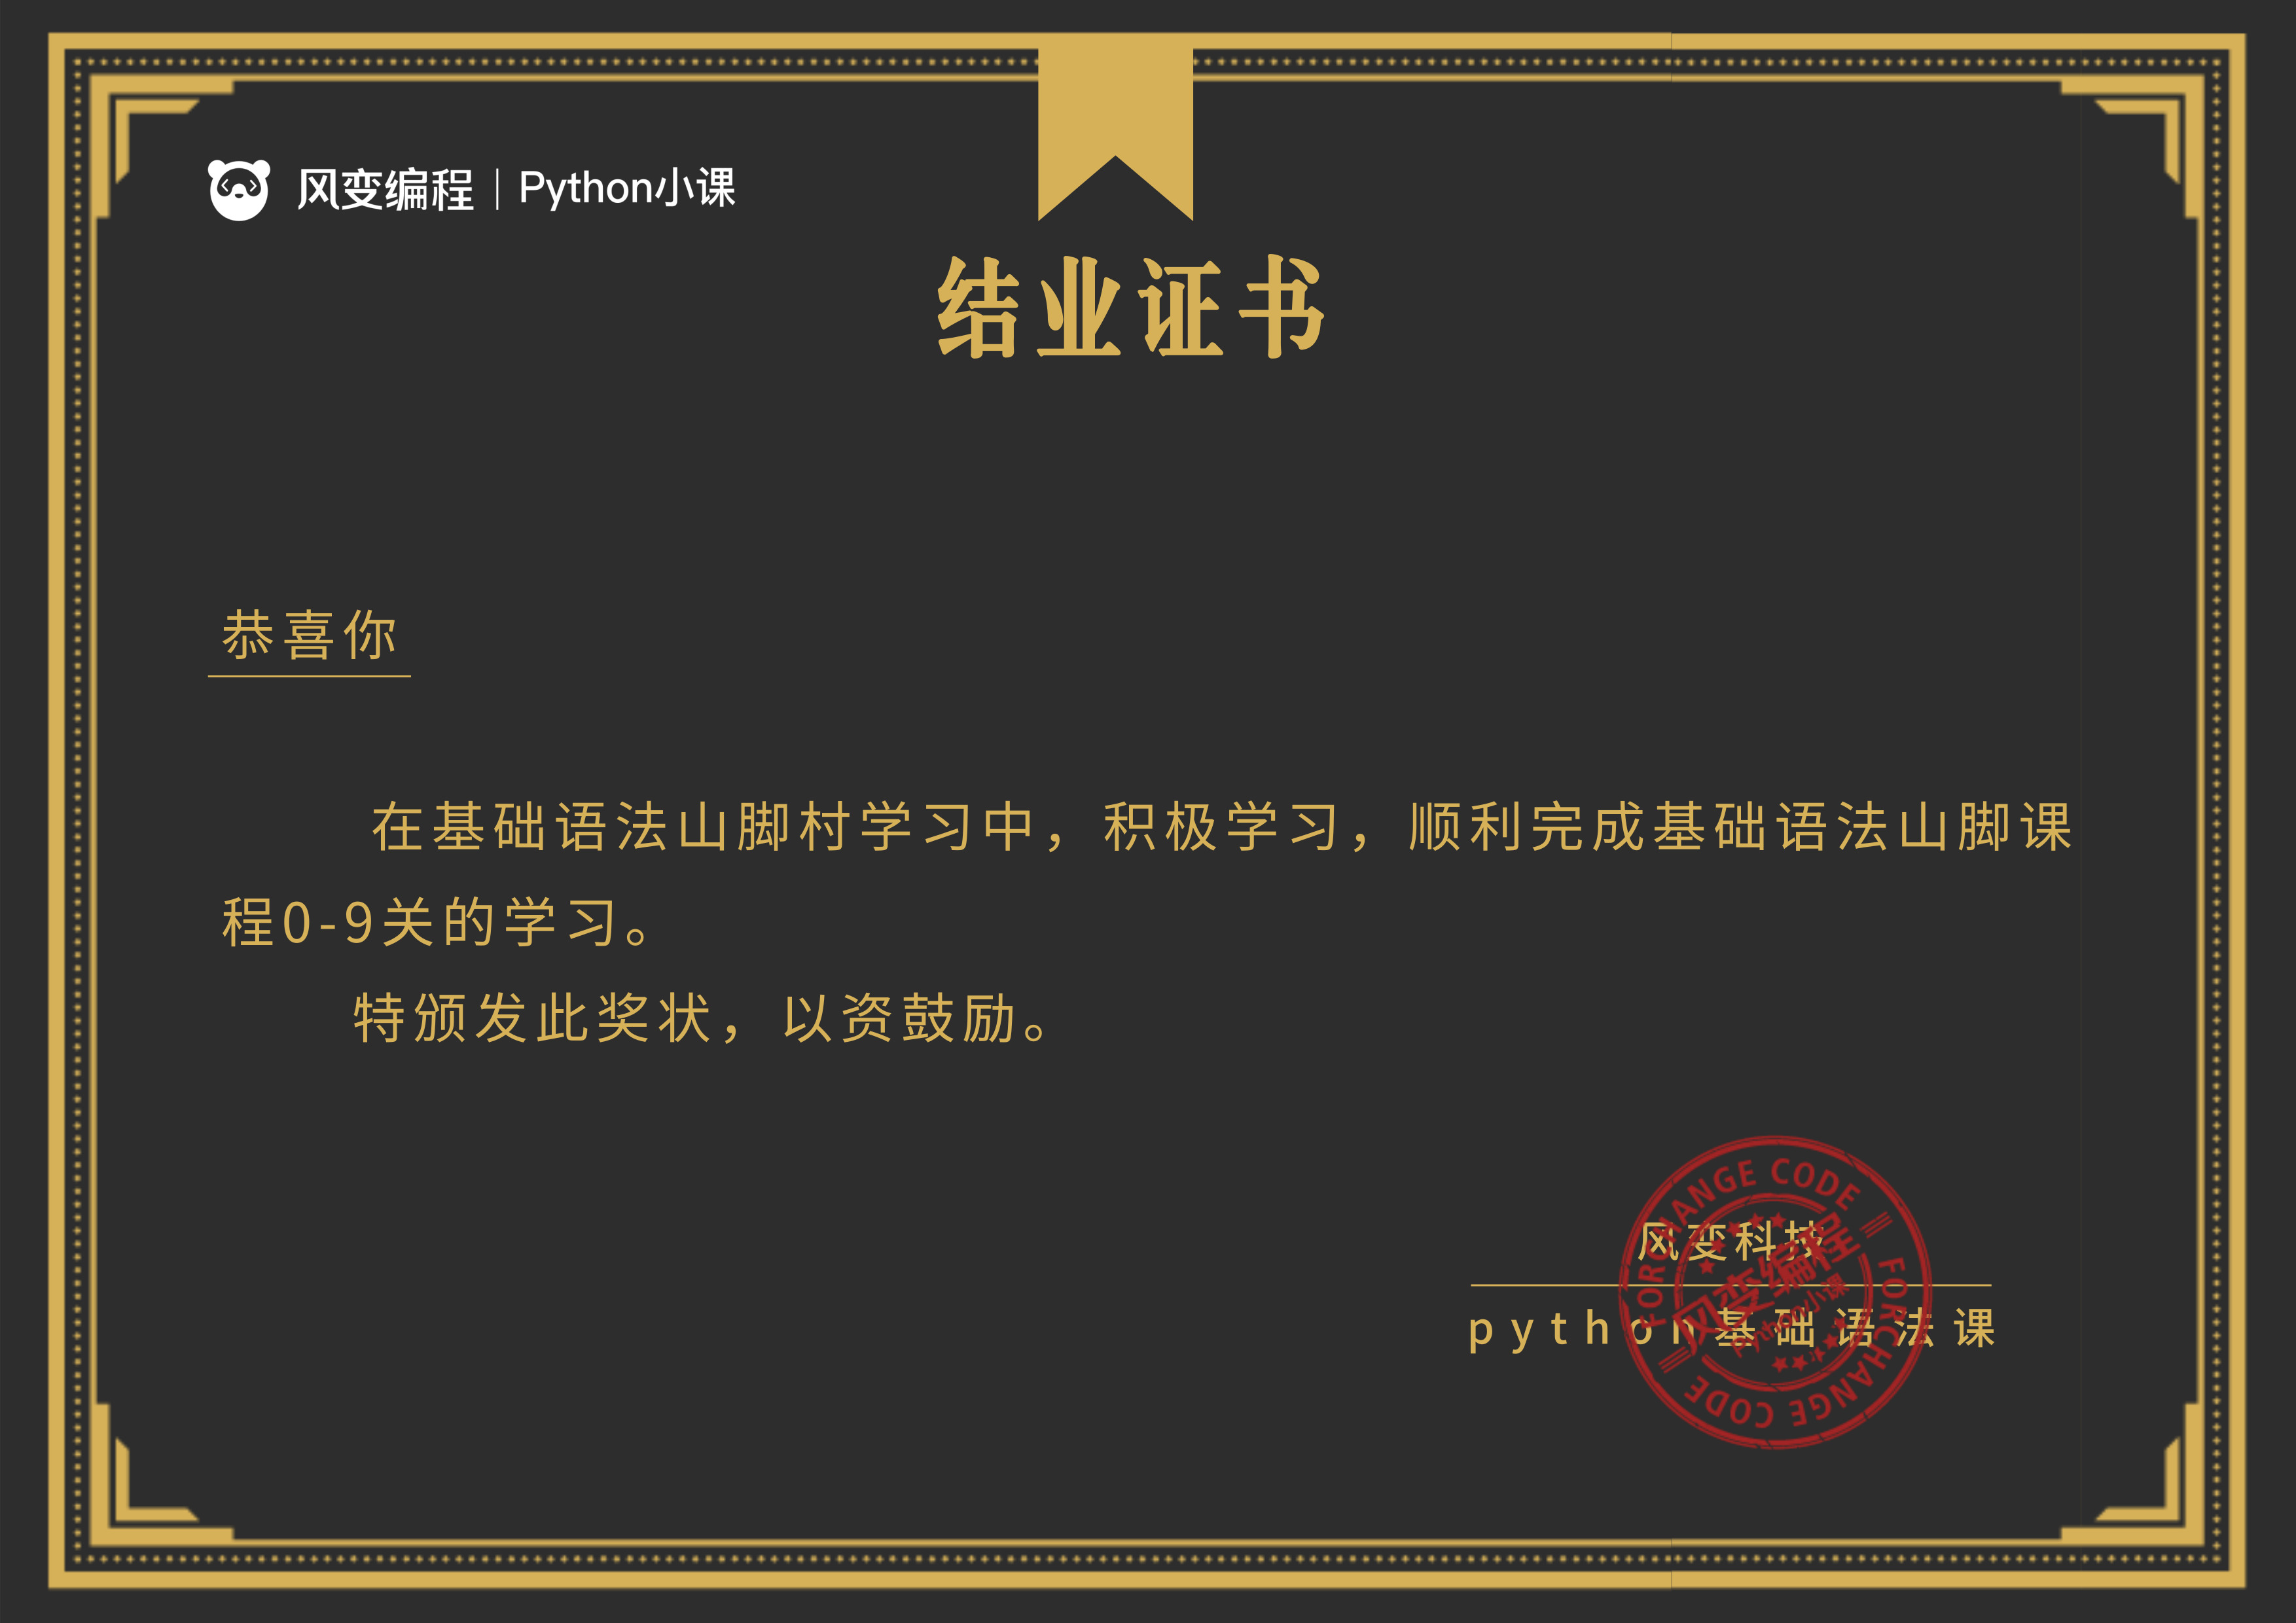 风变编程 | Python小课
结业证书
恭喜你
在基础语法山脚村学习中，积极学习，顺利完成基础语法山脚课
程0-9关的学习。
特颁发此奖状，以资鼓励。
风变科技
python基础语法课
FORCHANGE CODE
风变编程
Python小课
FORCHANGE CODE